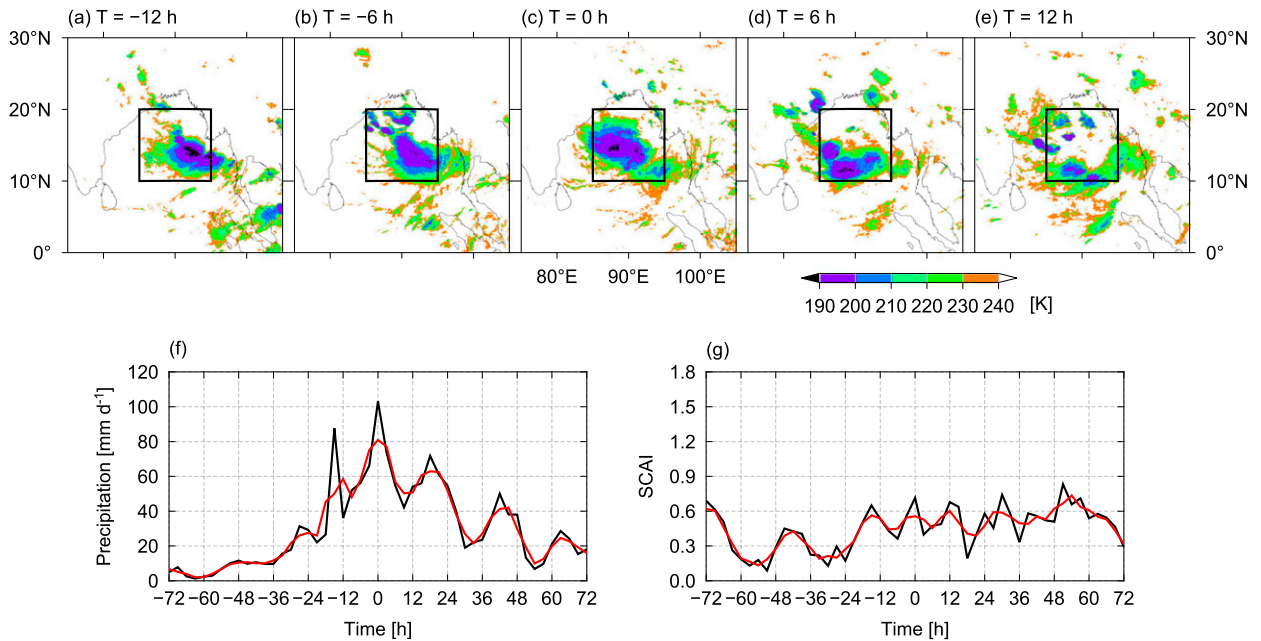 (a) T = −12 h (b) T = −6 h (c) T = 0 h (d) T = 6 h (e) T = 12 h
30°N 30°N
20°N 20°N
10°N 10°N
0° 0°
80°E 90°E 100°E
190 200 210 220 230 240 [K]
(f)
Precipitation [mm d⁻¹]
120
100
80
60
40
20
0
−72 −60 −48 −36 −24 −12 0 12 24 36 48 60 72
Time [h]
(g)
SCAI
1.8
1.5
1.2
0.9
0.6
0.3
0.0
−72 −60 −48 −36 −24 −12 0 12 24 36 48 60 72
Time [h]